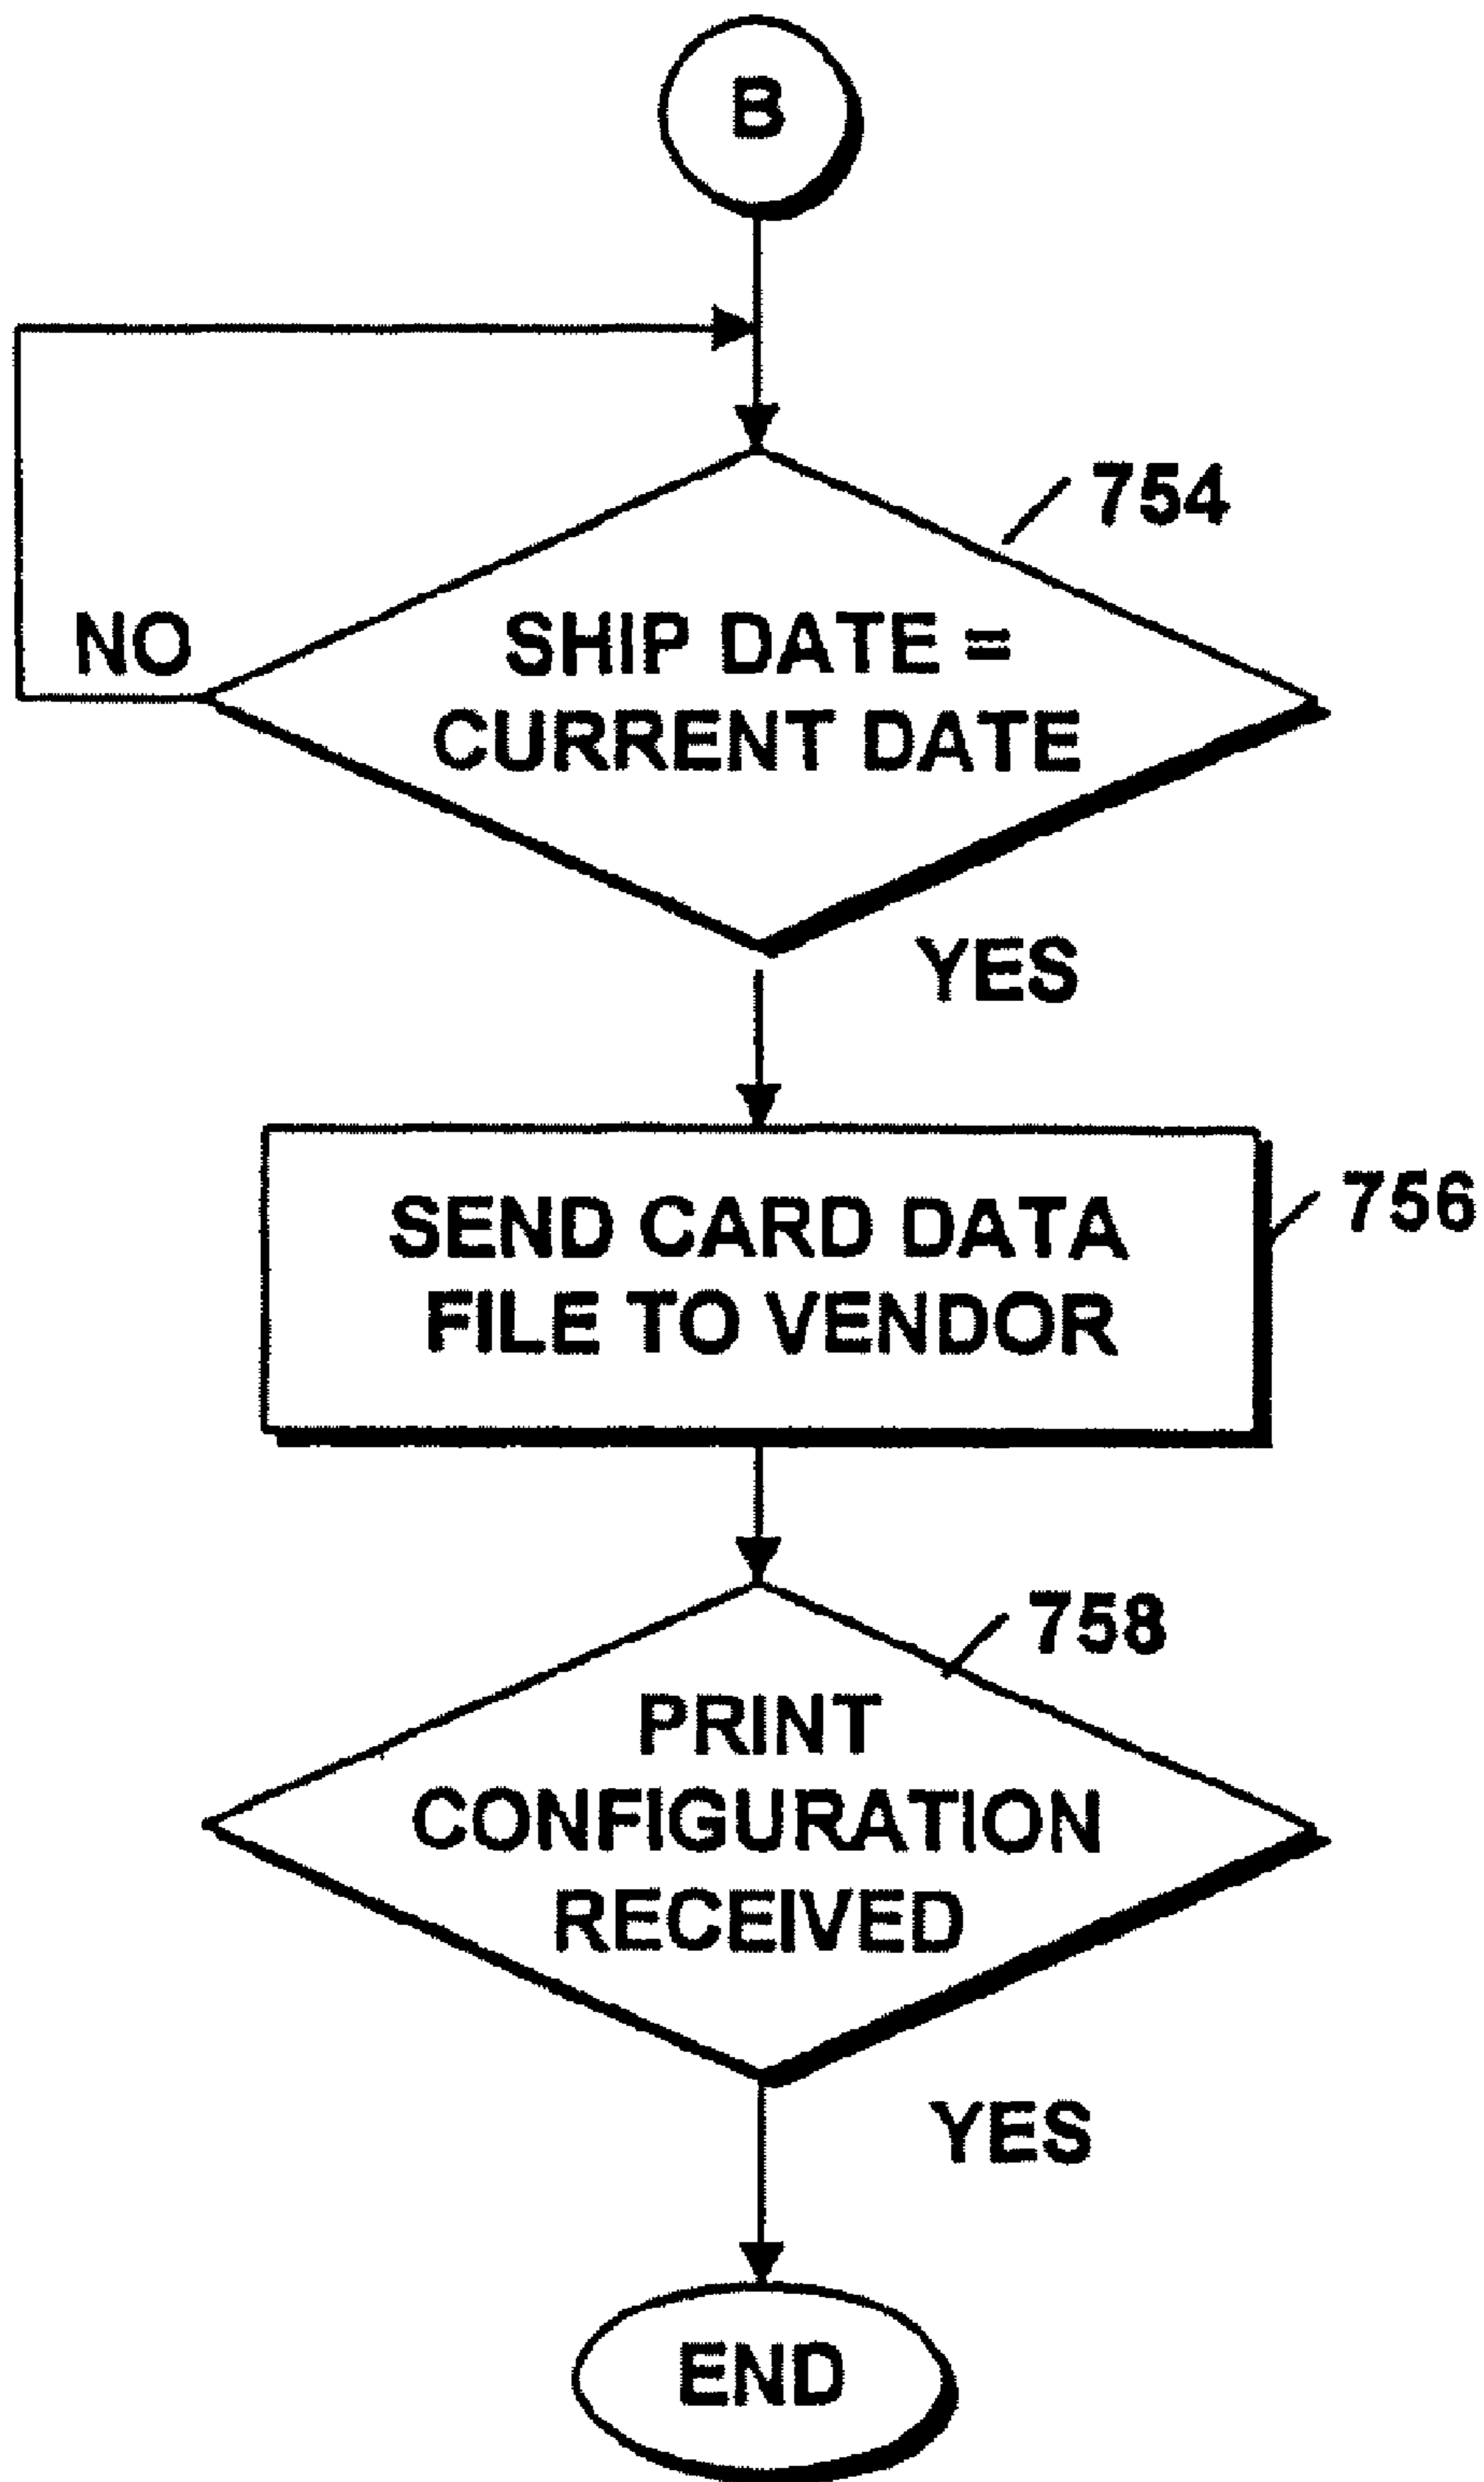 B
754
NO
SHIP DATE =
CURRENT DATE
YES
SEND CARD DATA
FILE TO VENDOR
756
758
PRINT
CONFIGURATION
RECEIVED
YES
END